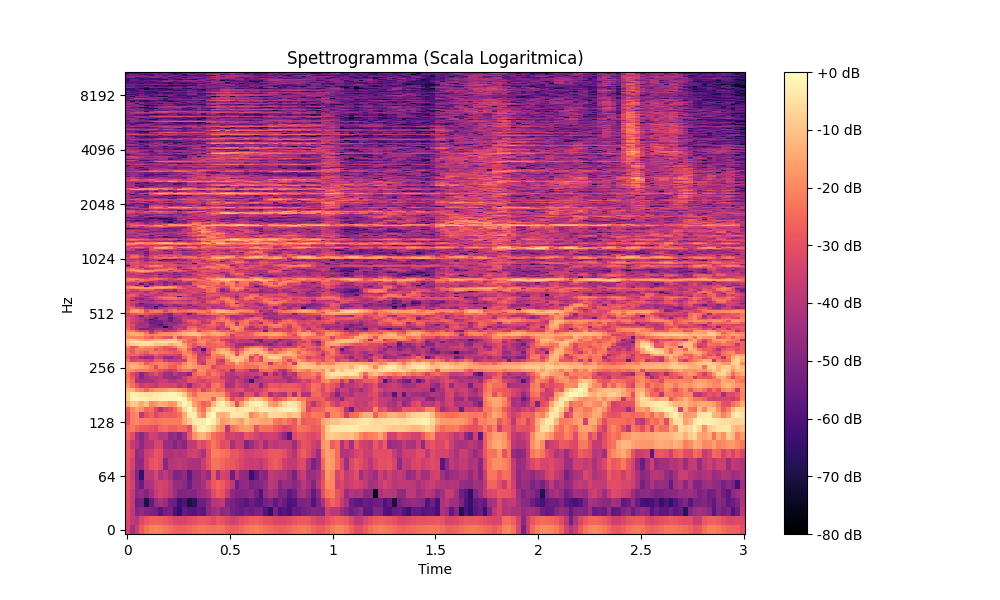 Spettrogramma (Scala Logaritmica)
Hz
8192
4096
2048
1024
512
256
128
64
0
0 0.5 1 1.5 2 2.5 3
Time
+0 dB
-10 dB
-20 dB
-30 dB
-40 dB
-50 dB
-60 dB
-70 dB
-80 dB